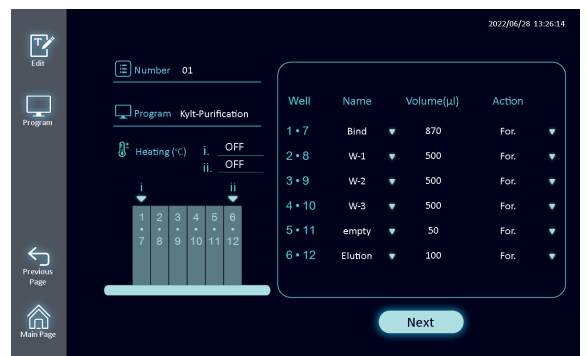 2022/06/28 13:26:14
Edit
Program
Previous
Page
Main Page
Number 01
Program Kylt-Purification
Heating (°C) i. OFF
ii. OFF
i ii
1 2 3 4 5 6
• • • • • •
7 8 9 10 11 12
Well Name Volume(µl) Action
1•7 Bind 870 For.
2•8 W-1 500 For.
3•9 W-2 500 For.
4•10 W-3 500 For.
5•11 empty 50 For.
6•12 Elution 100 For.
Next